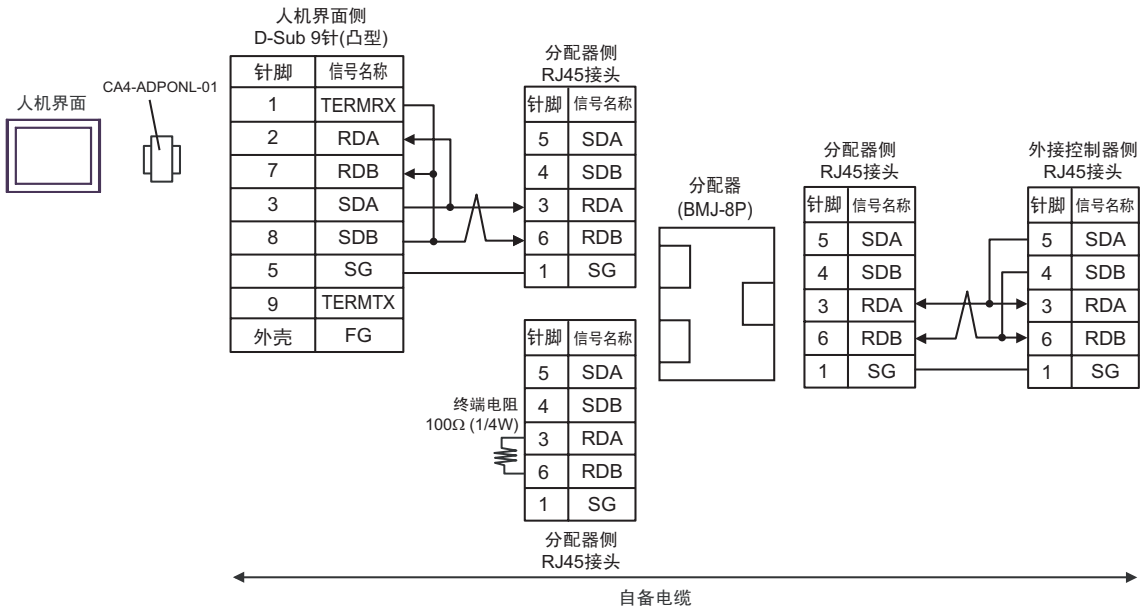 人机界面
CA4-ADPONL-01
人机界面侧
D-Sub 9针(凸型)
针脚 信号名称
1 TERMRX
2 RDA
7 RDB
3 SDA
8 SDB
5 SG
9 TERMTX
外壳 FG
分配器侧
RJ45接头
针脚 信号名称
5 SDA
4 SDB
3 RDA
6 RDB
1 SG
针脚 信号名称
5 SDA
4 SDB
3 RDA
6 RDB
1 SG
终端电阻
100Ω (1/4W)
分配器侧
RJ45接头
分配器
(BMJ-8P)
分配器侧
RJ45接头
针脚 信号名称
5 SDA
4 SDB
3 RDA
6 RDB
1 SG
外接控制器侧
RJ45接头
针脚 信号名称
5 SDA
4 SDB
3 RDA
6 RDB
1 SG
自备电缆